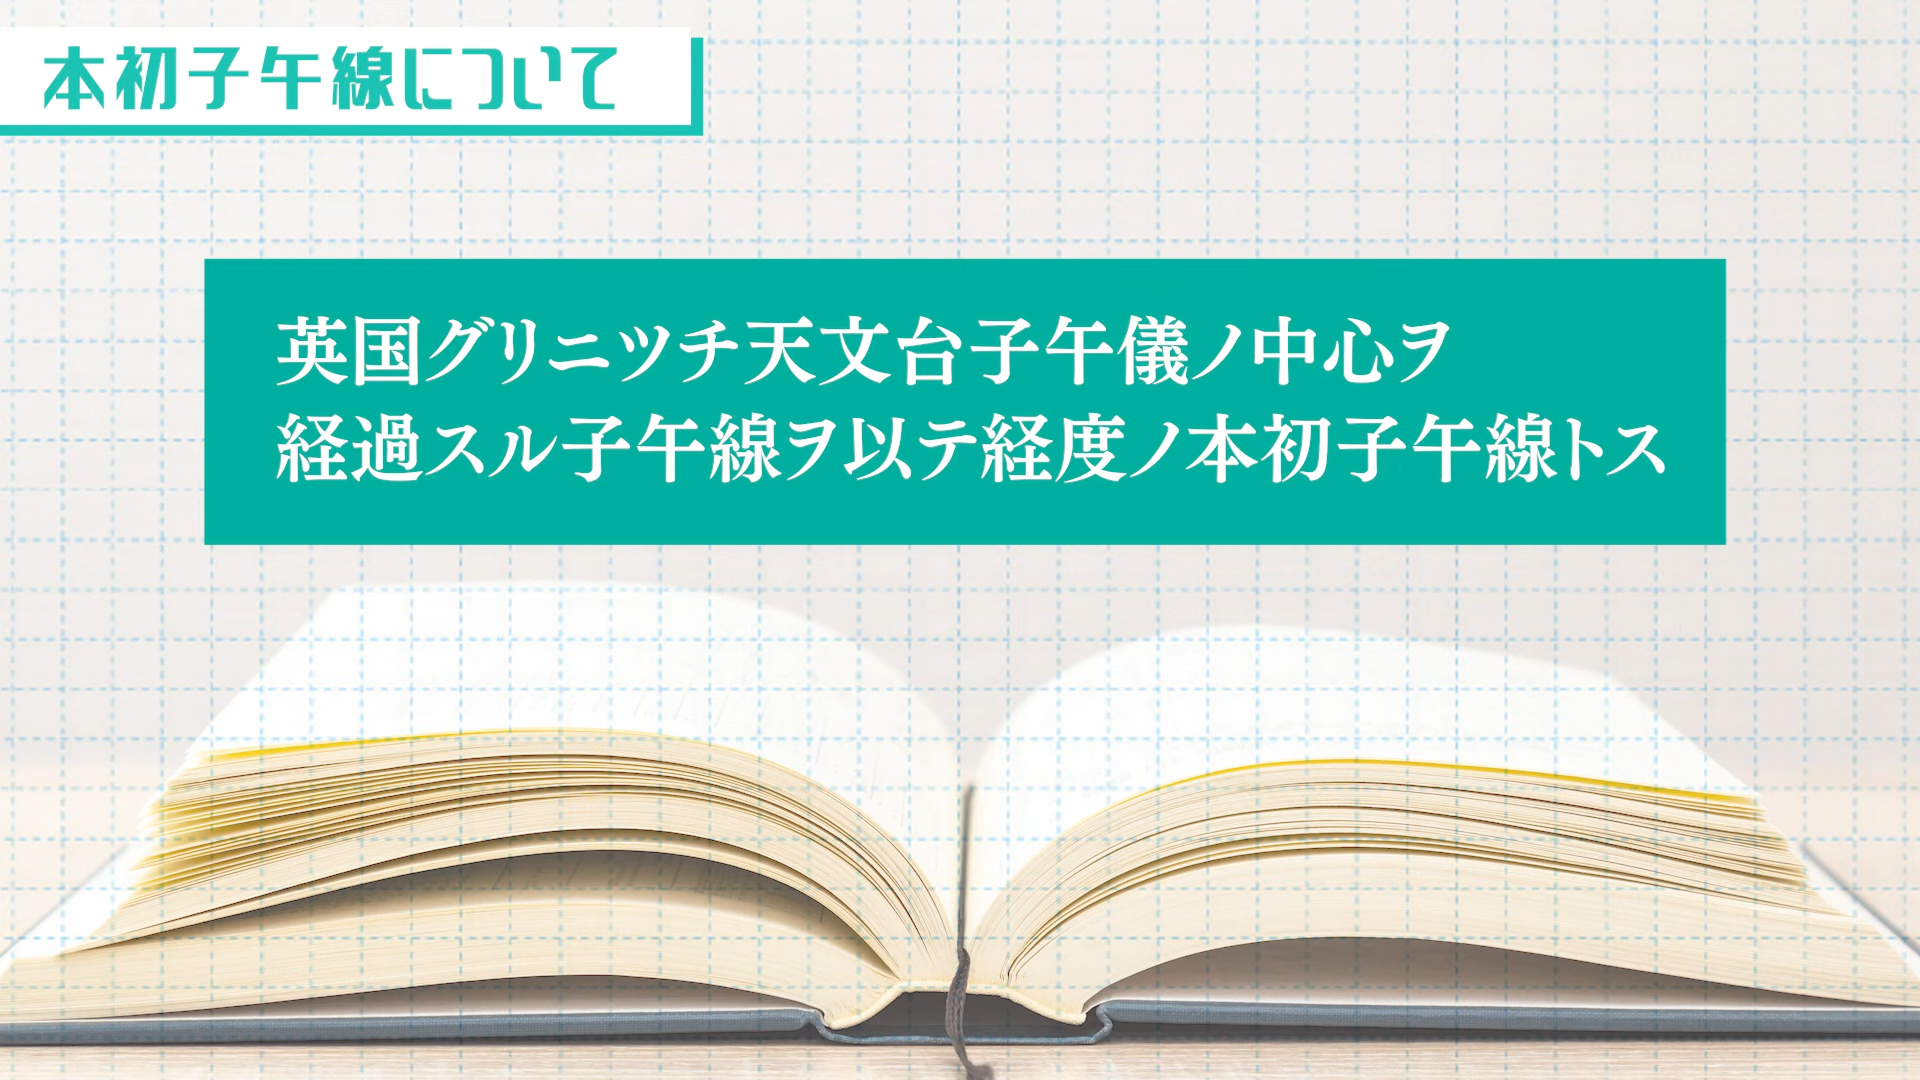 本初子午線について
英国グリニツチ天文台子午儀ノ中心ヲ
経過スル子午線ヲ以テ経度ノ本初子午線トス